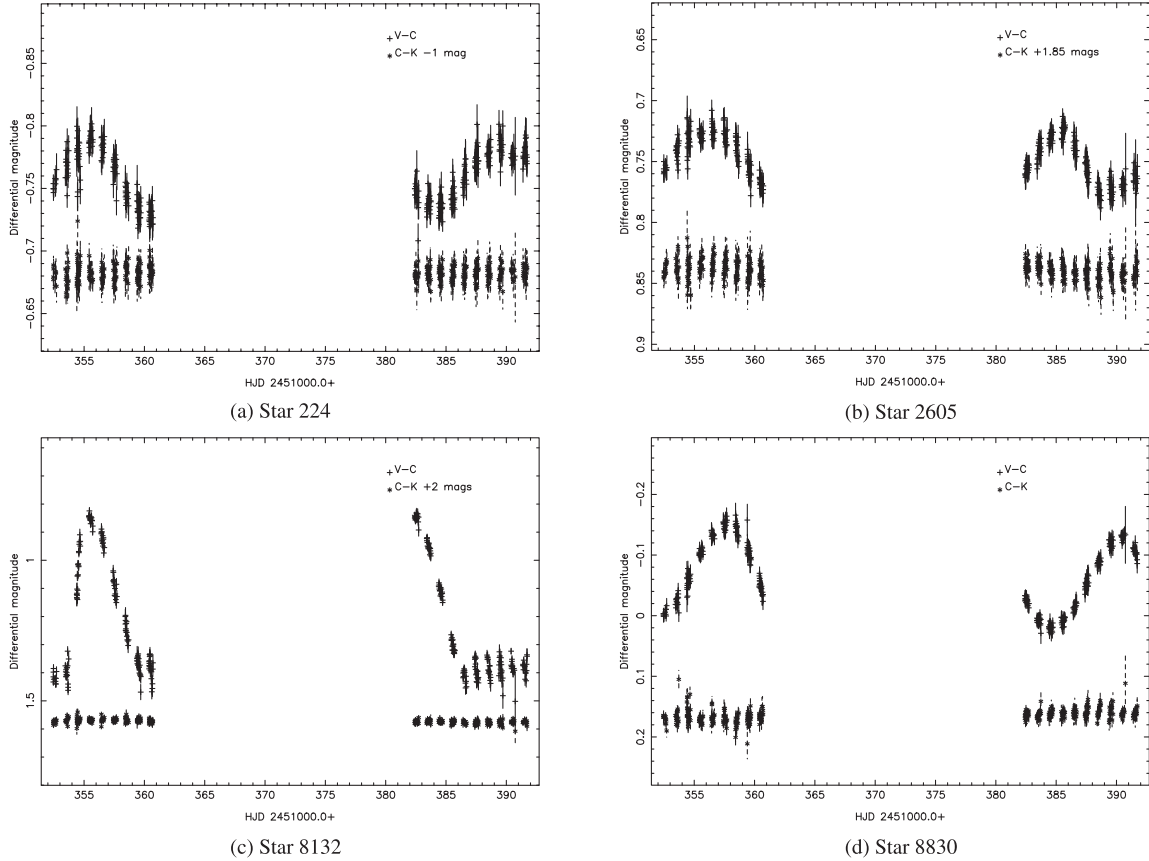 V−C
C−K −1 mag
Differential magnitude
−0.85
−0.8
−0.75
−0.7
−0.65
355 360 365 370 375 380 385 390
HJD 2451000.0+
(a) Star 224
V−C
C−K +1.85 mags
Differential magnitude
0.65
0.7
0.75
0.8
0.85
0.9
355 360 365 370 375 380 385 390
HJD 2451000.0+
(b) Star 2605
V−C
C−K +2 mags
Differential magnitude
1
1.5
355 360 365 370 375 380 385 390
HJD 2451000.0+
(c) Star 8132
V−C
C−K
Differential magnitude
−0.2
−0.1
0
0.1
0.2
355 360 365 370 375 380 385 390
HJD 2451000.0+
(d) Star 8830